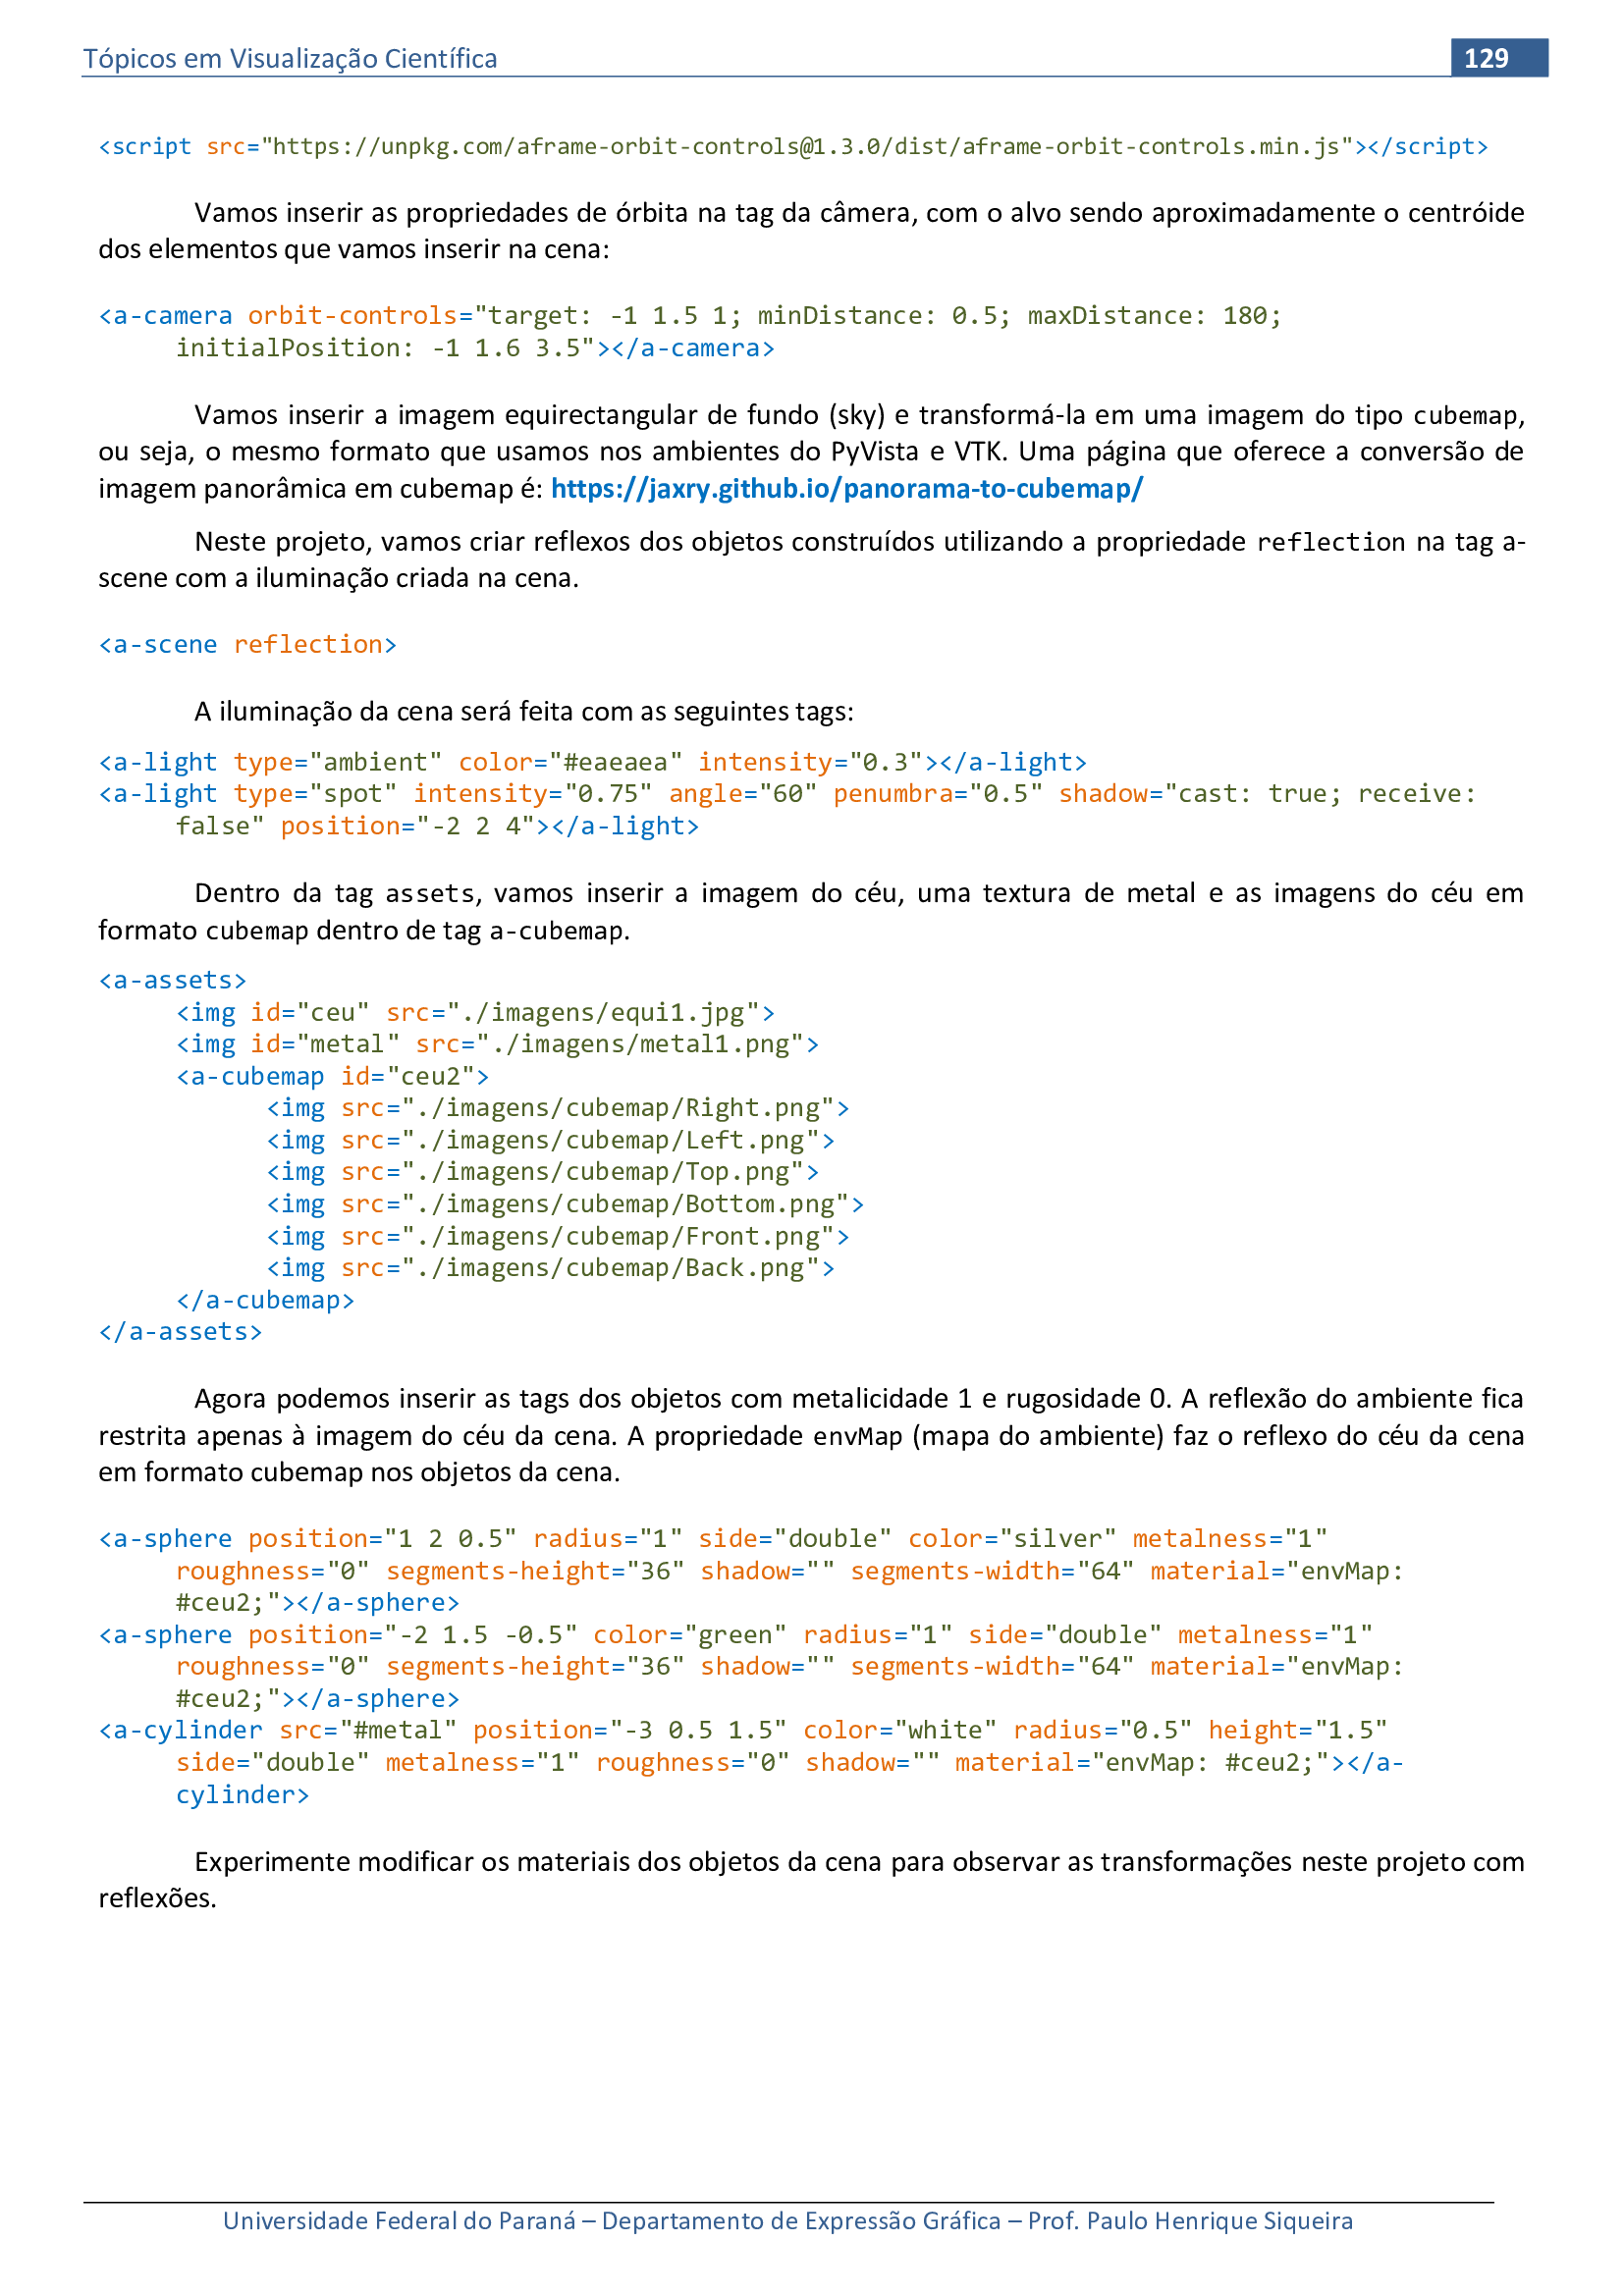 Tópicos em Visualização Científica 129
<script src="https://unpkg.com/aframe-orbit-controls@1.3.0/dist/aframe-orbit-controls.min.js"></script>
Vamos inserir as propriedades de órbita na tag da câmera, com o alvo sendo aproximadamente o centróide
dos elementos que vamos inserir na cena:
<a-camera orbit-controls="target: -1 1.5 1; minDistance: 0.5; maxDistance: 180;
initialPosition: -1 1.6 3.5"></a-camera>
Vamos inserir a imagem equirectangular de fundo (sky) e transformá-la em uma imagem do tipo cubemap,
ou seja, o mesmo formato que usamos nos ambientes do PyVista e VTK. Uma página que oferece a conversão de
imagem panorâmica em cubemap é: https://jaxry.github.io/panorama-to-cubemap/
Neste projeto, vamos criar reflexos dos objetos construídos utilizando a propriedade reflection na tag a-
scene com a iluminação criada na cena.
<a-scene reflection>
A iluminação da cena será feita com as seguintes tags:
<a-light type="ambient" color="#eaeaea" intensity="0.3"></a-light>
<a-light type="spot" intensity="0.75" angle="60" penumbra="0.5" shadow="cast: true; receive:
false" position="-2 2 4"></a-light>
Dentro da tag assets, vamos inserir a imagem do céu, uma textura de metal e as imagens do céu em
formato cubemap dentro de tag a-cubemap.
<a-assets>
<img id="ceu" src="./imagens/equi1.jpg">
<img id="metal" src="./imagens/metal1.png">
<a-cubemap id="ceu2">
<img src="./imagens/cubemap/Right.png">
<img src="./imagens/cubemap/Left.png">
<img src="./imagens/cubemap/Top.png">
<img src="./imagens/cubemap/Bottom.png">
<img src="./imagens/cubemap/Front.png">
<img src="./imagens/cubemap/Back.png">
</a-cubemap>
</a-assets>
Agora podemos inserir as tags dos objetos com metalicidade 1 e rugosidade 0. A reflexão do ambiente fica
restrita apenas à imagem do céu da cena. A propriedade envMap (mapa do ambiente) faz o reflexo do céu da cena
em formato cubemap nos objetos da cena.
<a-sphere position="1 2 0.5" radius="1" side="double" color="silver" metalness="1"
roughness="0" segments-height="36" shadow="" segments-width="64" material="envMap:
#ceu2;"></a-sphere>
<a-sphere position="-2 1.5 -0.5" color="green" radius="1" side="double" metalness="1"
roughness="0" segments-height="36" shadow="" segments-width="64" material="envMap:
#ceu2;"></a-sphere>
<a-cylinder src="#metal" position="-3 0.5 1.5" color="white" radius="0.5" height="1.5"
side="double" metalness="1" roughness="0" shadow="" material="envMap: #ceu2;"></a-
cylinder>
Experimente modificar os materiais dos objetos da cena para observar as transformações neste projeto com
reflexões.
Universidade Federal do Paraná – Departamento de Expressão Gráfica – Prof. Paulo Henrique Siqueira